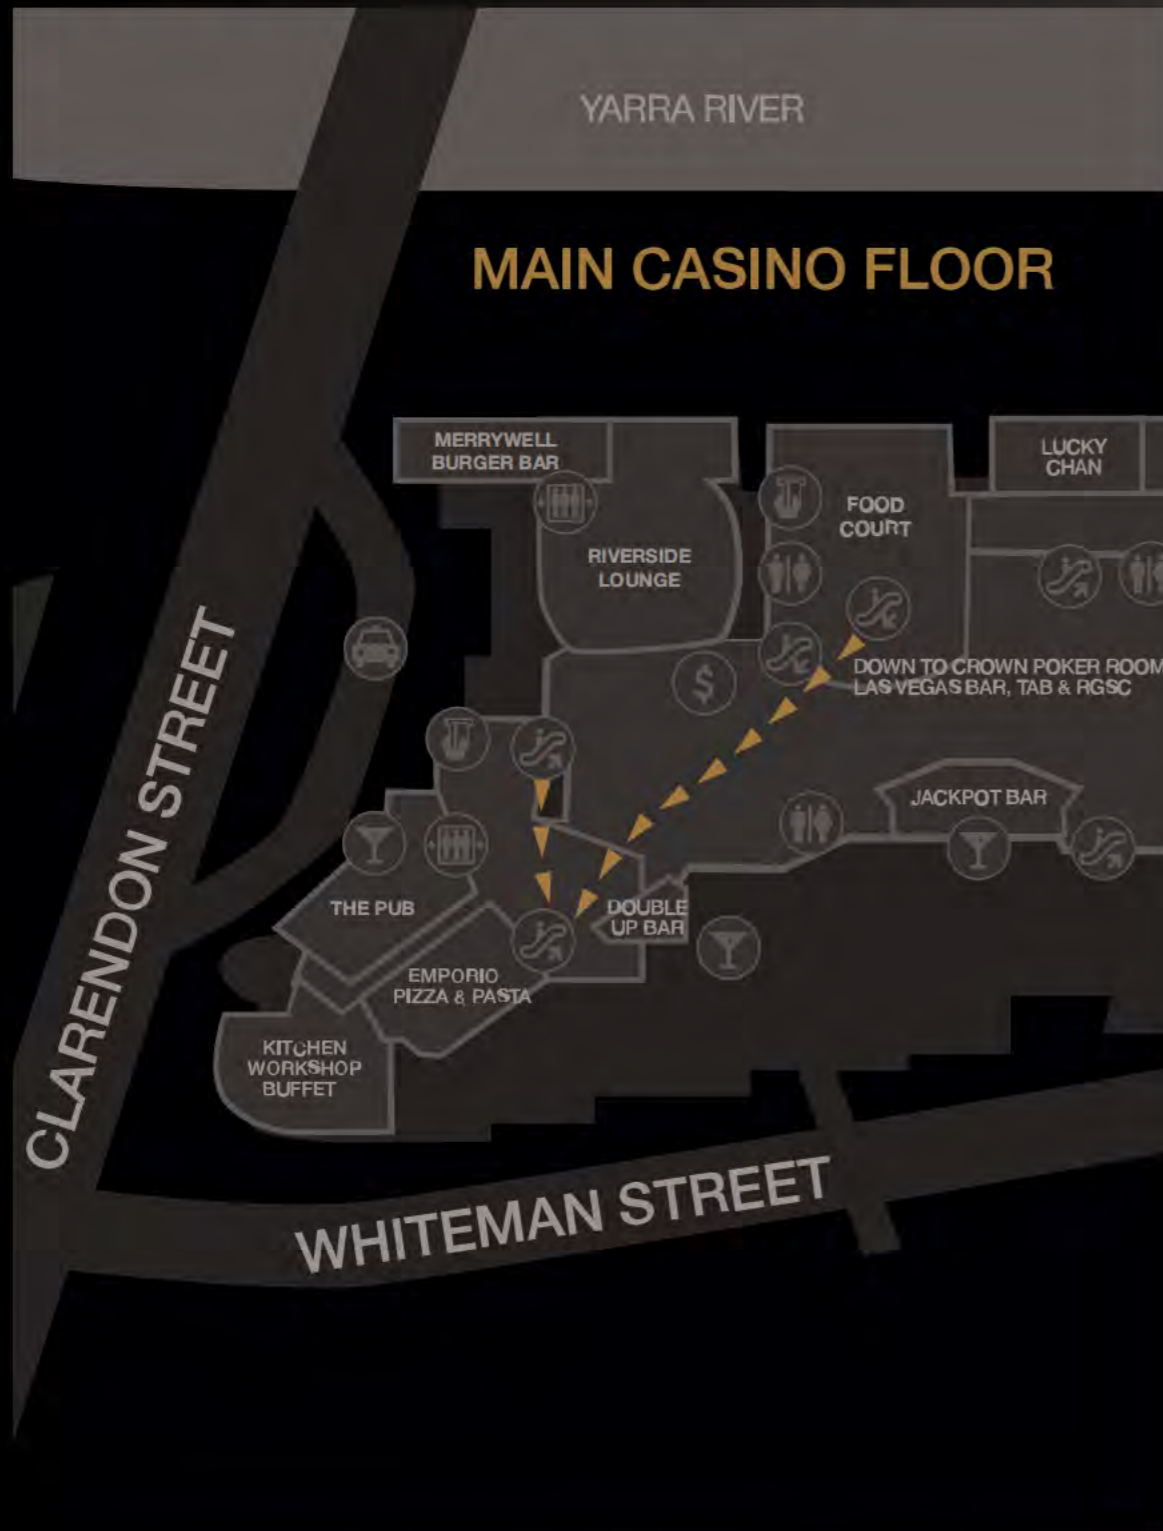 YARRA RIVER
MAIN CASINO FLOOR
MERRYWELL
BURGER BAR
LUCKY
CHAN
FOOD
COURT
RIVERSIDE
LOUNGE
$
DOWN TO CROWN POKER ROOM
LAS VEGAS BAR, TAB & RGSC
CLARENDON STREET
JACKPOT BAR
THE PUB
DOUBLE
UP BAR
EMPORIO
PIZZA & PASTA
KITCHEN
WORKSHOP
BUFFET
WHITEMAN STREET